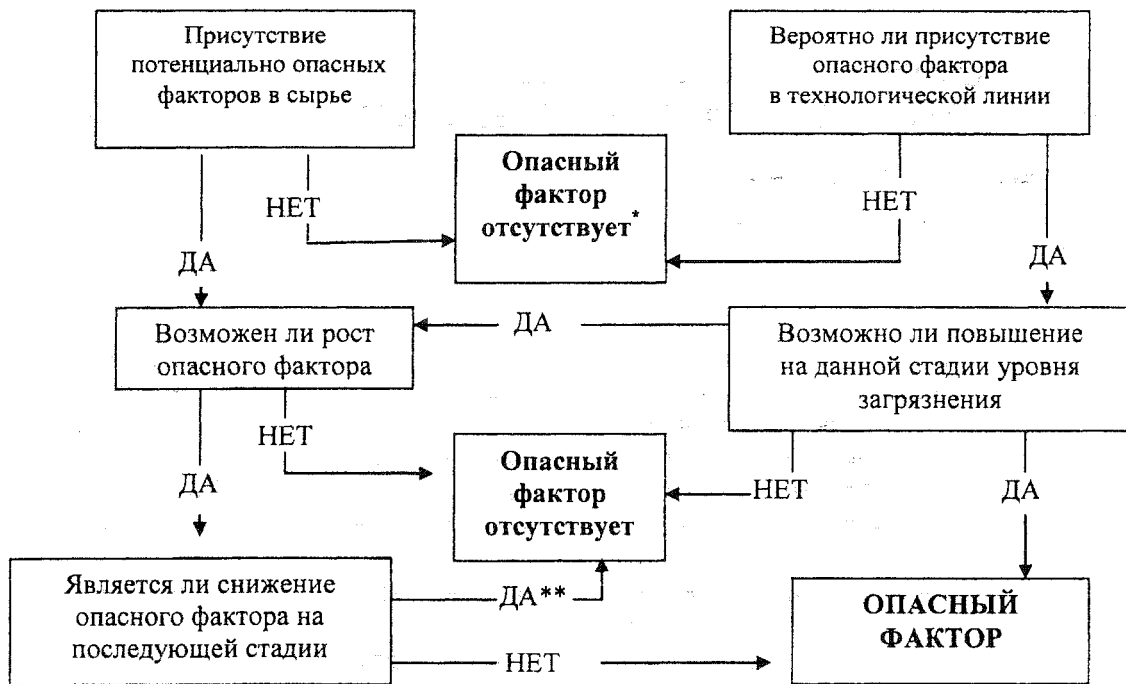 Присутствие
потенциально опасных
факторов в сырье
Вероятно ли присутствие
опасного фактора
в технологической линии
НЕТ
Опасный
фактор
отсутствует*
НЕТ
ДА
ДА
Возможен ли рост
опасного фактора
ДА
Возможно ли повышение
на данной стадии уровня
загрязнения
НЕТ
ДА
Опасный
фактор
отсутствует
НЕТ
ДА
Является ли снижение
опасного фактора на
последующей стадии
ДА**
НЕТ
ОПАСНЫЙ
ФАКТОР